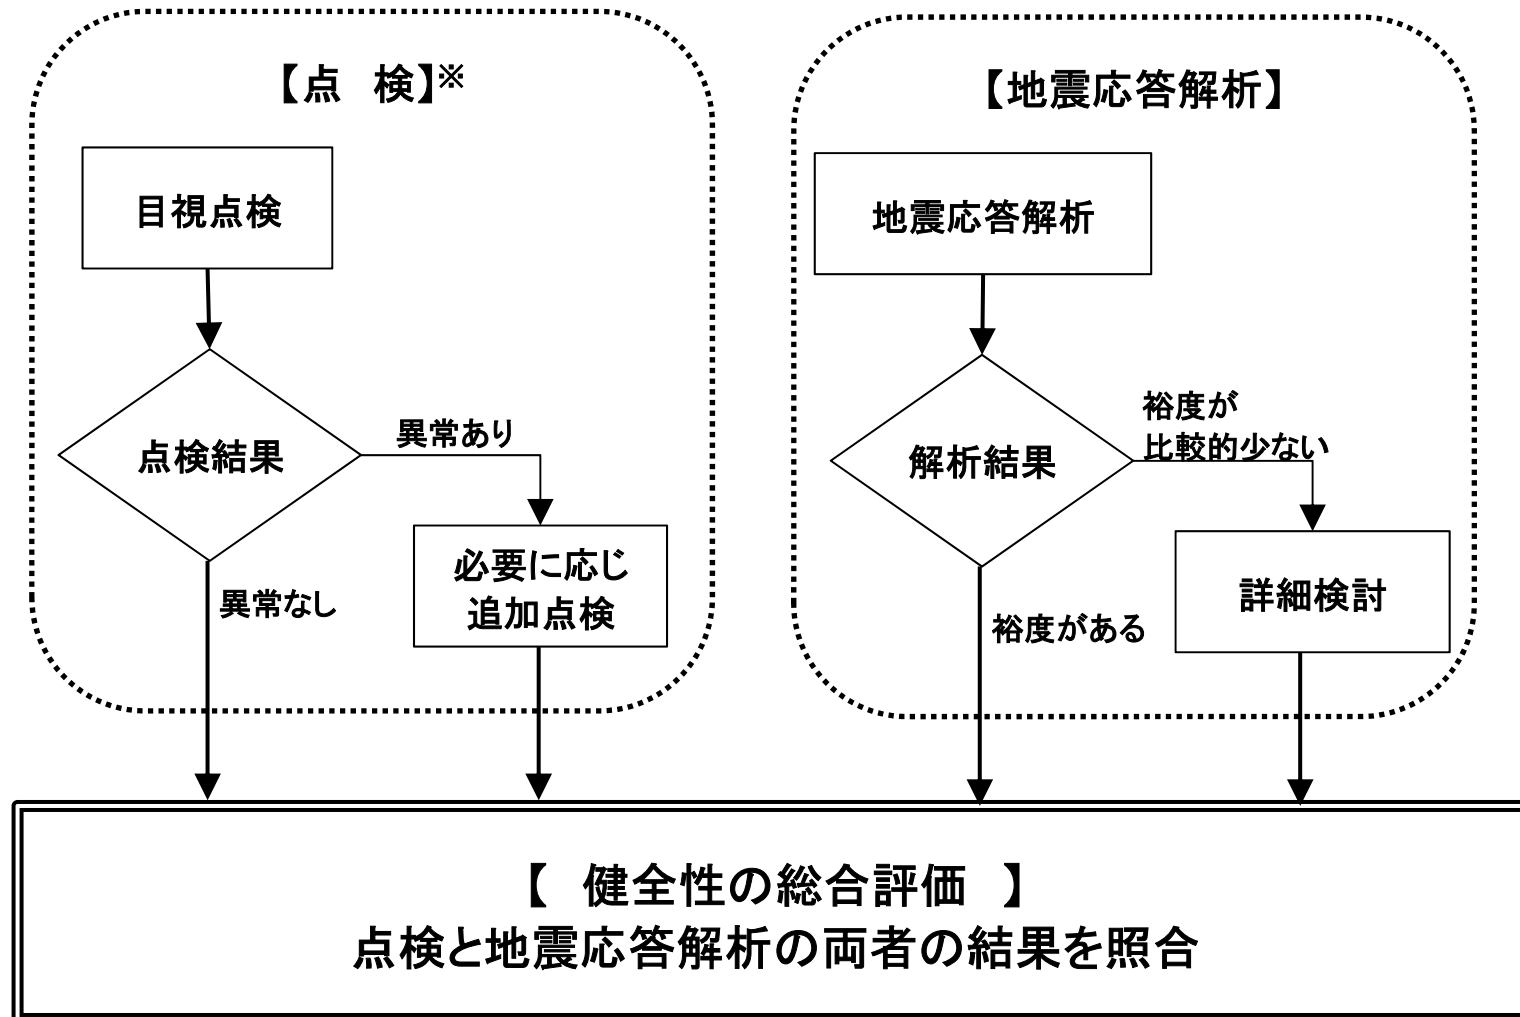 【点　検】※
目視点検
点検結果
異常あり
必要に応じ
追加点検
異常なし
【地震応答解析】
地震応答解析
解析結果
裕度が
比較的少ない
詳細検討
裕度がある
【　健全性の総合評価　】
点検と地震応答解析の両者の結果を照合